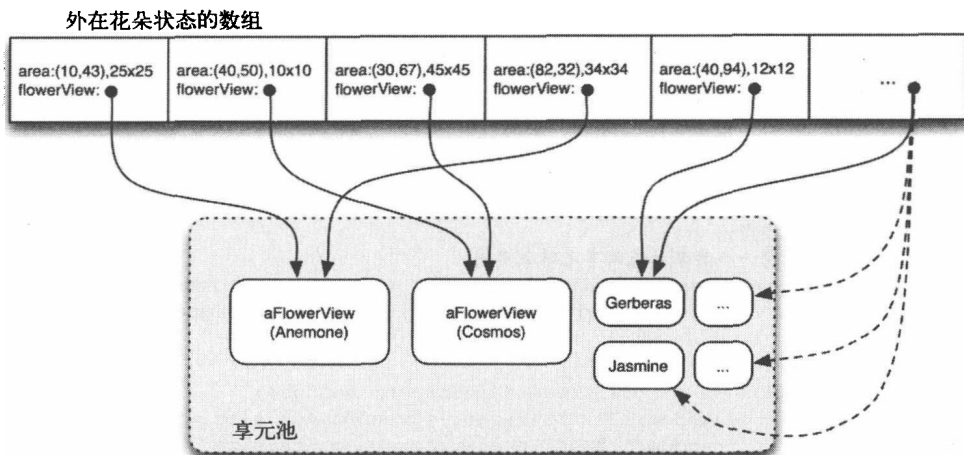 外在花朵状态的数组
area:(10,43),25x25
flowerView:
area:(40,50),10x10
flowerView:
area:(30,67),45x45
flowerView:
area:(82,32),34x34
flowerView:
area:(40,94),12x12
flowerView:
...
aFlowerView
(Anemone)
aFlowerView
(Cosmos)
Gerberas
...
Jasmine
...
享元池